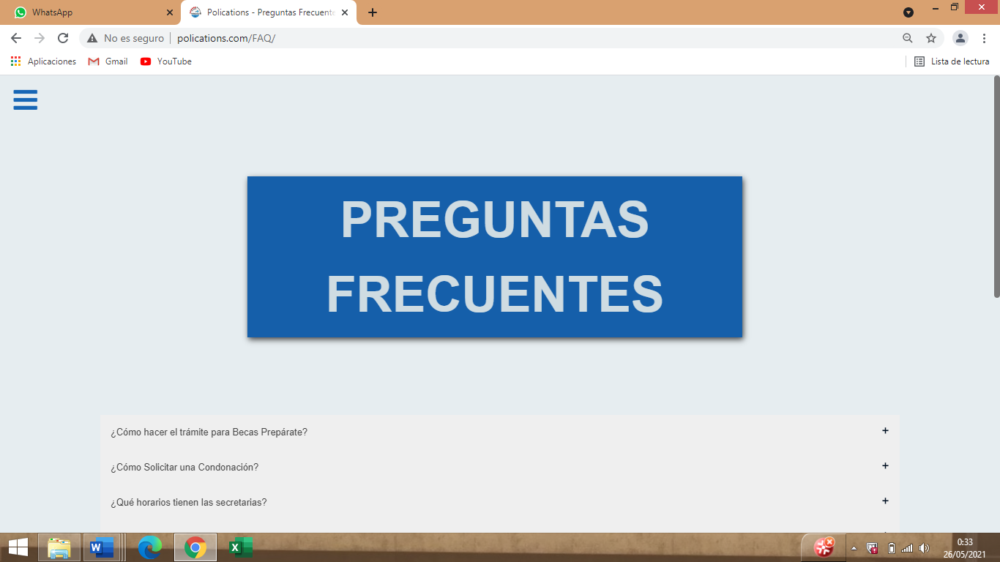 WhatsApp
Polications - Preguntas Frecuente
No es seguro
polications.com/FAQ/
Aplicaciones
Gmail
YouTube
Lista de lectura
PREGUNTAS
FRECUENTES
¿Cómo hacer el trámite para Becas Prepárate?
+
¿Cómo Solicitar una Condonación?
+
¿Qué horarios tienen las secretarias?
+
0:33
26/05/2021